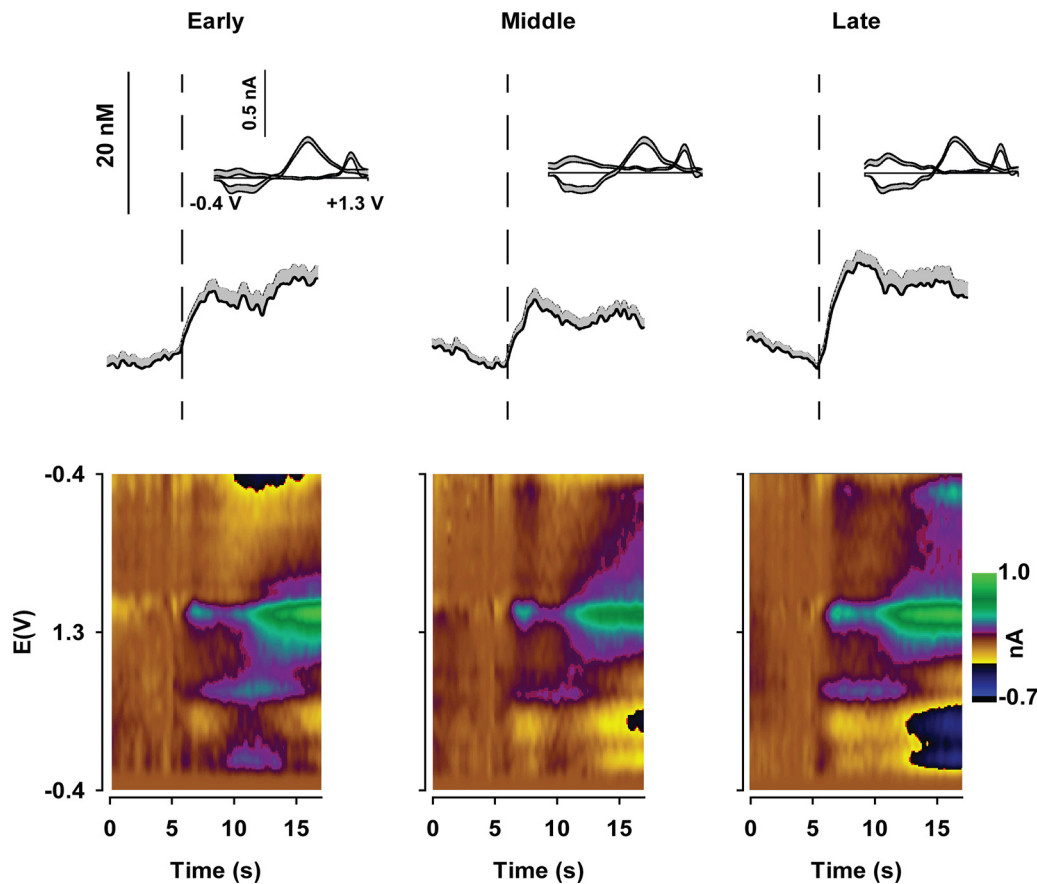 Early Middle Late
20 nM
0.5 nA
-0.4 V +1.3 V
-0.4
1.3
-0.4
E(V)
1.0
nA
-0.7
0 5 10 15 0 5 10 15 0 5 10 15
Time (s) Time (s) Time (s)